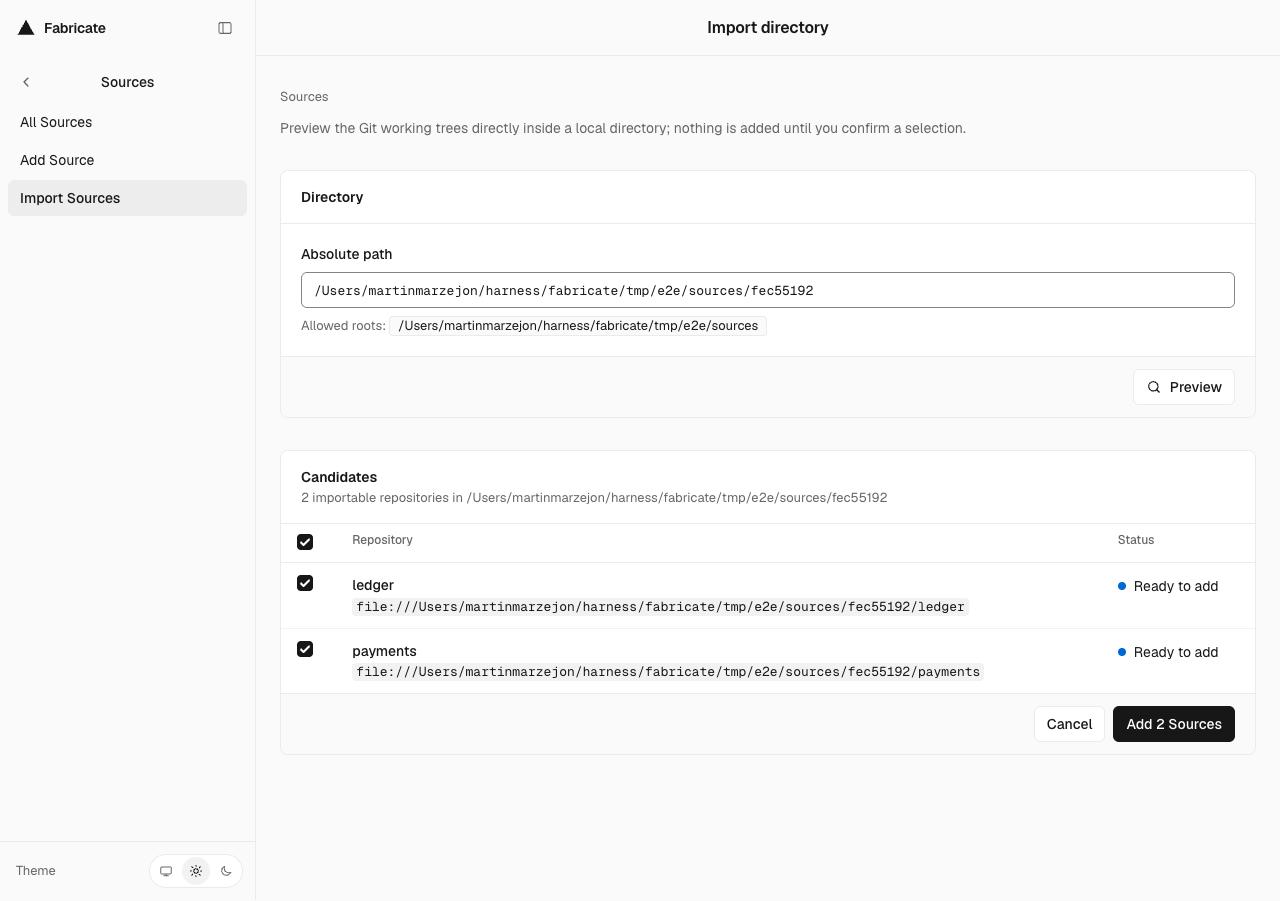 Fabricate
Import directory
Sources
All Sources
Add Source
Import Sources
Sources
Preview the Git working trees directly inside a local directory; nothing is added until you confirm a selection.
Directory
Absolute path
/Users/martinmarzejon/harness/fabricate/tmp/e2e/sources/fec55192
Allowed roots: /Users/martinmarzejon/harness/fabricate/tmp/e2e/sources
Preview
Candidates
2 importable repositories in /Users/martinmarzejon/harness/fabricate/tmp/e2e/sources/fec55192
Repository Status
ledger Ready to add
file:///Users/martinmarzejon/harness/fabricate/tmp/e2e/sources/fec55192/ledger
payments Ready to add
file:///Users/martinmarzejon/harness/fabricate/tmp/e2e/sources/fec55192/payments
Cancel Add 2 Sources
Theme